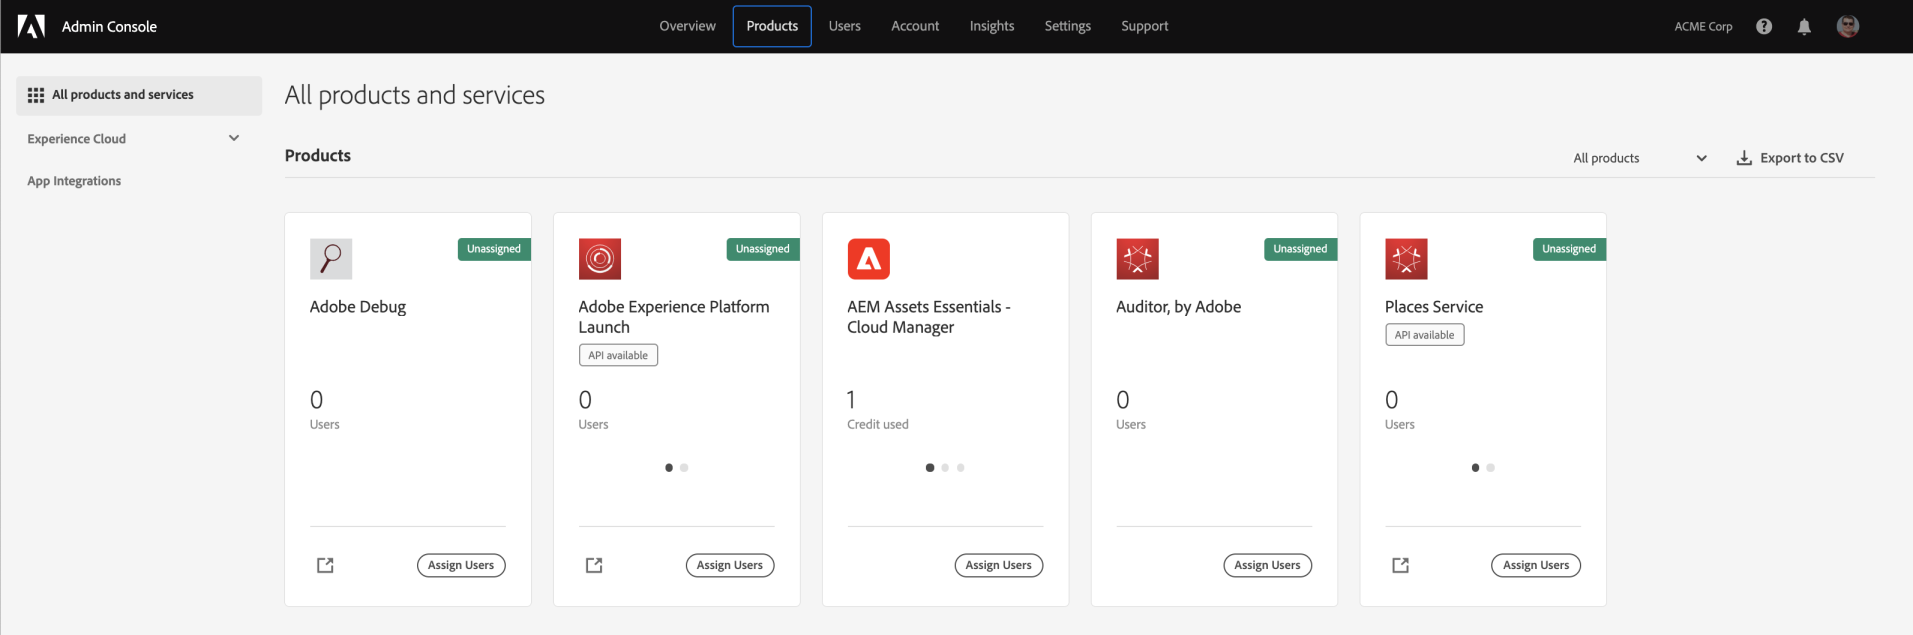 Admin Console
Overview
Products
Users
Account
Insights
Settings
Support
ACME Corp
All products and services
Experience Cloud
App Integrations
All products and services
Products
All products
Export to CSV
Unassigned
Adobe Debug
0
Users
Assign Users
Unassigned
Adobe Experience Platform
Launch
API available
0
Users
Assign Users
AEM Assets Essentials -
Cloud Manager
1
Credit used
Assign Users
Unassigned
Auditor, by Adobe
0
Users
Assign Users
Unassigned
Places Service
API available
0
Users
Assign Users